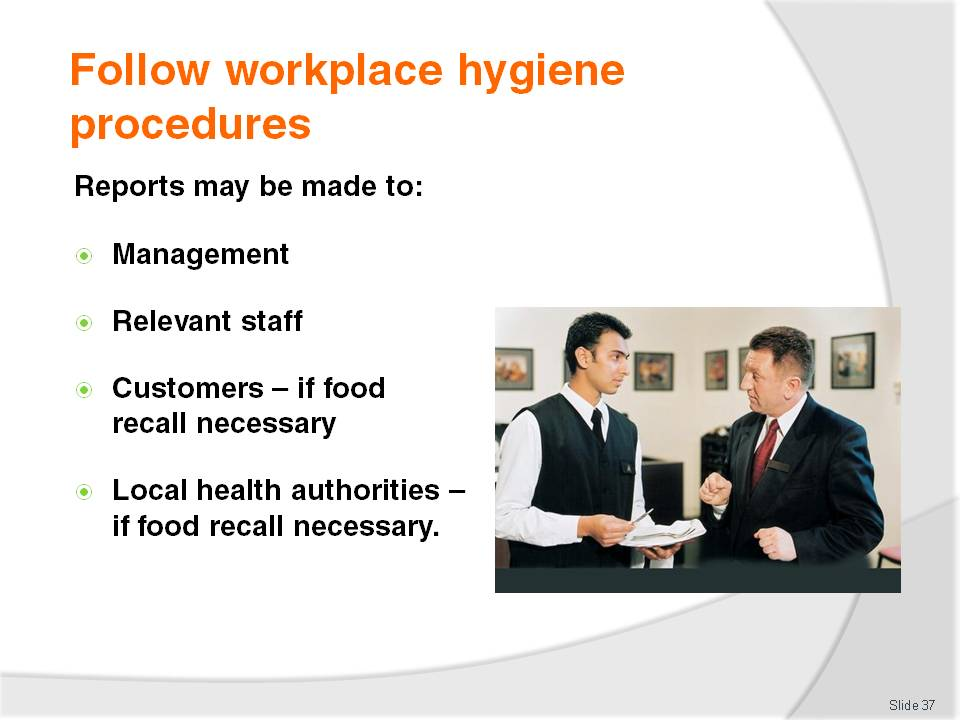 Follow workplace hygiene
procedures
Reports may be made to:
Management
Relevant staff
Customers – if food
recall necessary
Local health authorities –
if food recall necessary.
Slide 37